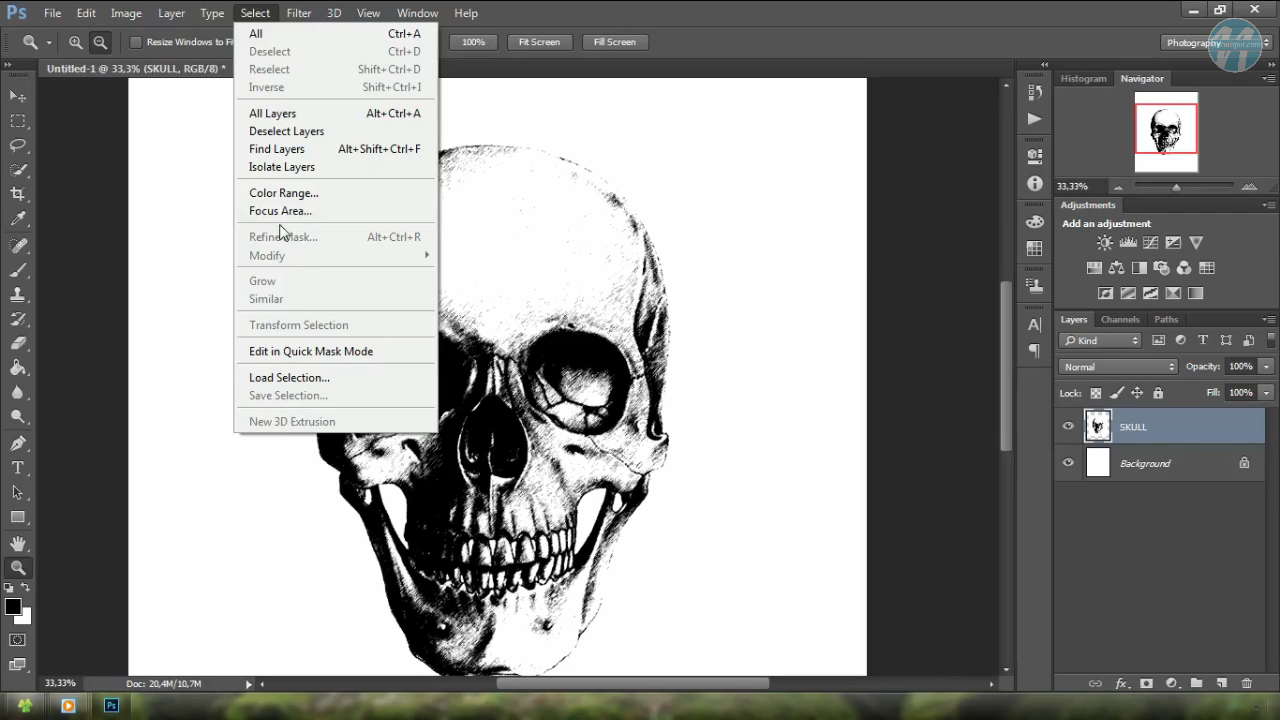 Ps File Edit Image Layer Type Select Filter 3D View Window Help
Resize Windows to Fi 100% Fit Screen Fill Screen Photography
Untitled-1 @ 33,3% (SKULL, RGB/8) *
All Ctrl+A
Deselect Ctrl+D
Reselect Shift+Ctrl+D
Inverse Shift+Ctrl+I
All Layers Alt+Ctrl+A
Deselect Layers
Find Layers Alt+Shift+Ctrl+F
Isolate Layers
Color Range...
Focus Area...
Refine Mask... Alt+Ctrl+R
Modify
Grow
Similar
Transform Selection
Edit in Quick Mask Mode
Load Selection...
Save Selection...
New 3D Extrusion
Histogram Navigator
33,33%
Adjustments
Add an adjustment
Layers Channels Paths
Kind
Normal Opacity: 100%
Lock: Fill: 100%
SKULL
Background
33,33% Doc: 20,4M/10,7M
Ps